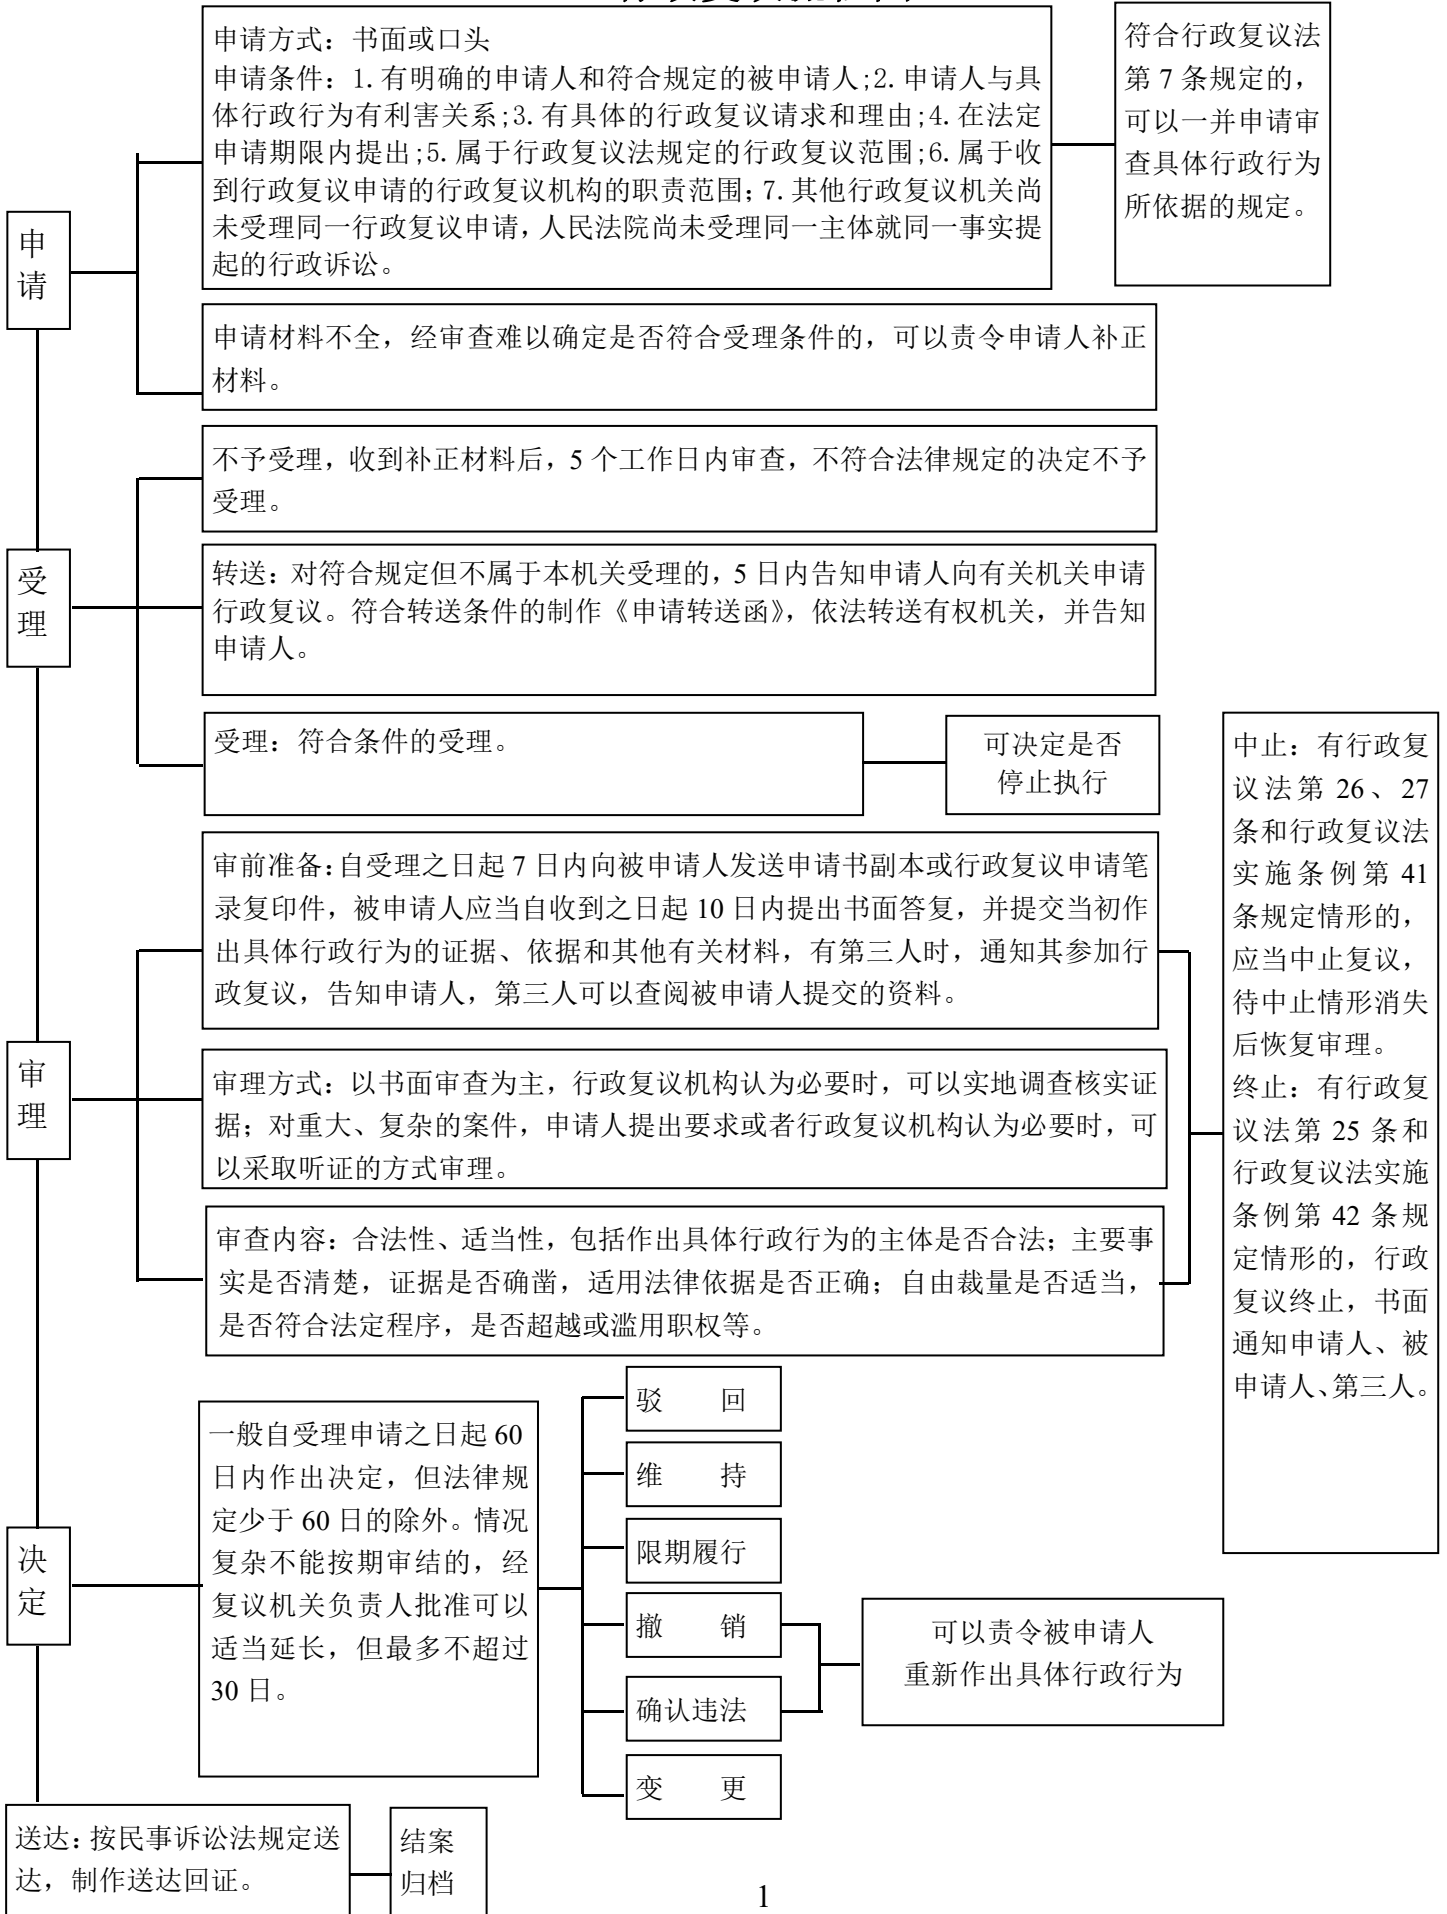 申请方式：书面或口头
申请条件：1.有明确的申请人和符合规定的被申请人;2.申请人与具
体行政行为有利害关系;3.有具体的行政复议请求和理由;4.在法定
申请期限内提出;5.属于行政复议法规定的行政复议范围;6.属于收
到行政复议申请的行政复议机构的职责范围;7.其他行政复议机关尚
未受理同一行政复议申请，人民法院尚未受理同一主体就同一事实提
起的行政诉讼。
符合行政复议法
第 7 条规定的，
可以一并申请审
查具体行政行为
所依据的规定。
申
请
申请材料不全，经审查难以确定是否符合受理条件的，可以责令申请人补正
材料。
不予受理，收到补正材料后，5 个工作日内审查，不符合法律规定的决定不予
受理。
受
理
转送：对符合规定但不属于本机关受理的，5 日内告知申请人向有关机关申请
行政复议。符合转送条件的制作《申请转送函》，依法转送有权机关，并告知
申请人。
受理：符合条件的受理。
可决定是否
停止执行
中止：有行政复
议法第 26、27
条和行政复议法
实施条例第 41
条规定情形的，
应当中止复议，
待中止情形消失
后恢复审理。
终止：有行政复
议法第 25 条和
行政复议法实施
条例第 42 条规
定情形的，行政
复议终止，书面
通知申请人、被
申请人、第三人。
审前准备：自受理之日起 7 日内向被申请人发送申请书副本或行政复议申请笔
录复印件，被申请人应当自收到之日起 10 日内提出书面答复，并提交当初作
出具体行政行为的证据、依据和其他有关材料，有第三人时，通知其参加行
政复议，告知申请人，第三人可以查阅被申请人提交的资料。
审
理
审理方式：以书面审查为主，行政复议机构认为必要时，可以实地调查核实证
据；对重大、复杂的案件，申请人提出要求或者行政复议机构认为必要时，可
以采取听证的方式审理。
审查内容：合法性、适当性，包括作出具体行政行为的主体是否合法；主要事
实是否清楚，证据是否确凿，适用法律依据是否正确；自由裁量是否适当，
是否符合法定程序，是否超越或滥用职权等。
决
定
一般自受理申请之日起 60
日内作出决定，但法律规
定少于 60 日的除外。情况
复杂不能按期审结的，经
复议机关负责人批准可以
适当延长，但最多不超过
30 日。
驳 回
维 持
限期履行
撤 销
确认违法
变 更
可以责令被申请人
重新作出具体行政行为
送达：按民事诉讼法规定送
达，制作送达回证。
结案
归档
1